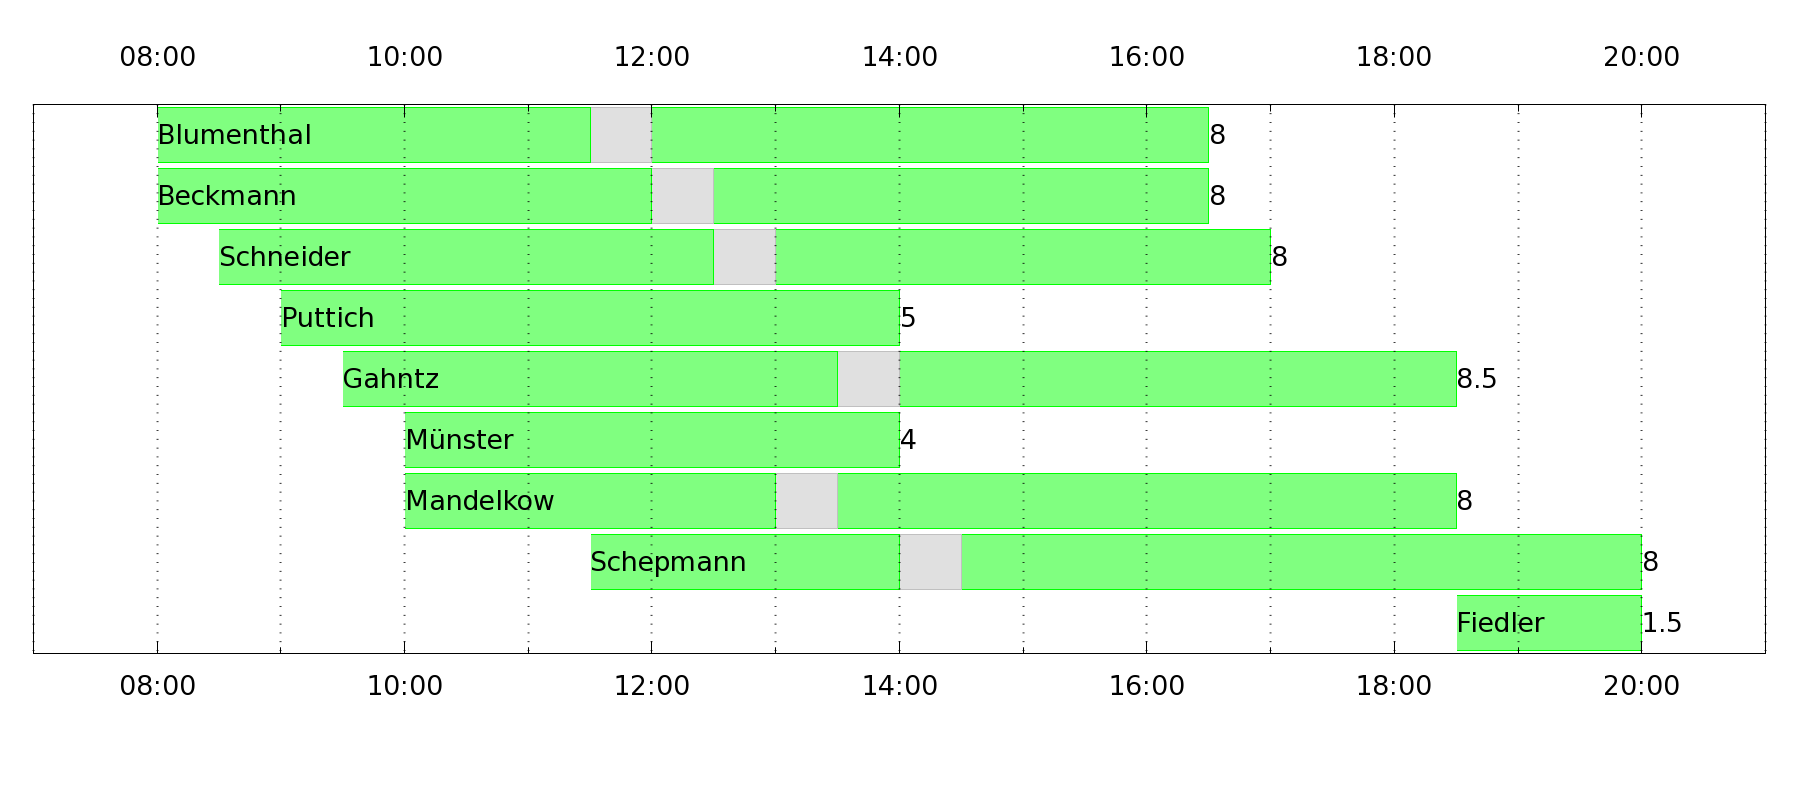 08:00 10:00 12:00 14:00 16:00 18:00 20:00
Blumenthal 8
Beckmann 8
Schneider 8
Puttich 5
Gahntz 8.5
Münster 4
Mandelkow 8
Schepmann 8
Fiedler 1.5
08:00 10:00 12:00 14:00 16:00 18:00 20:00